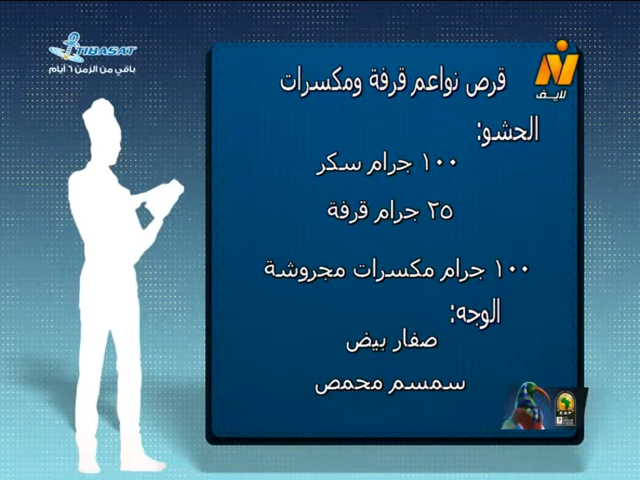 TIBASAT
باقي من الزمن ٦ أيام
لايف
قرص نواعم قرفة ومكسرات
الحشو:
١٠٠ جرام سكر
٢٥ جرام قرفة
١٠٠ جرام مكسرات مجروشة
الوجه:
صفار بيض
سمسم محمص
CAF